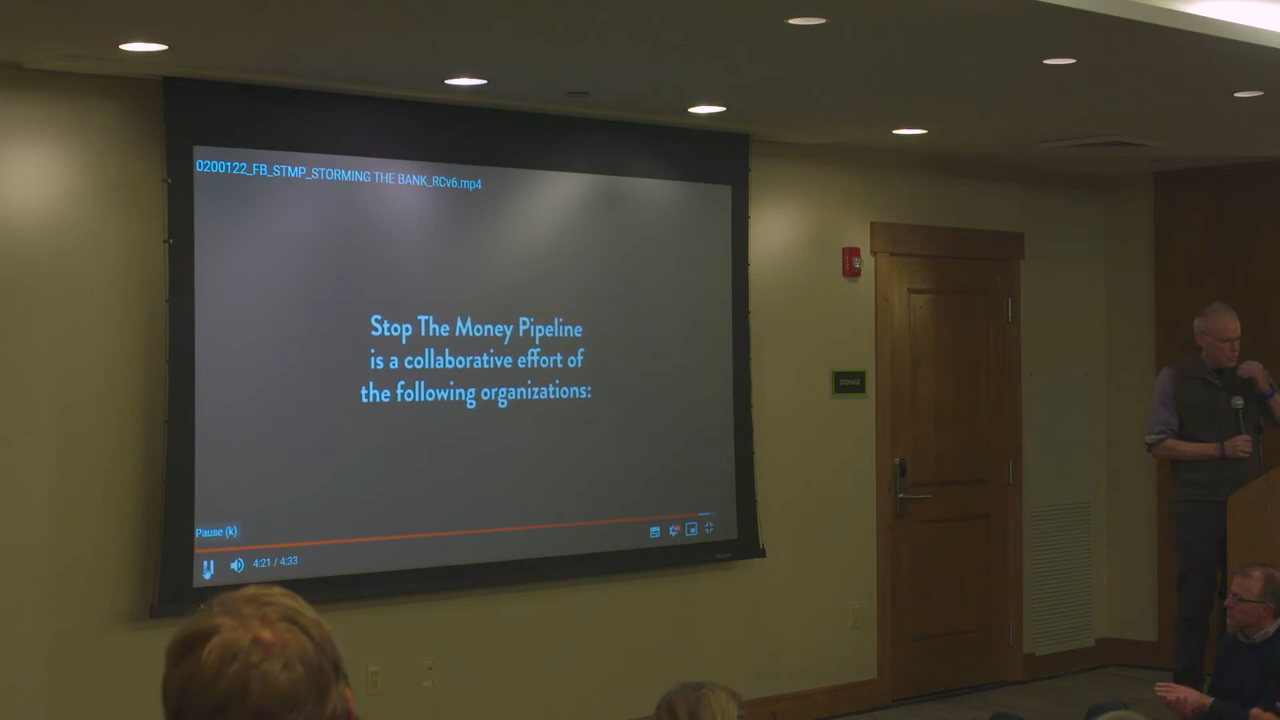 0200122_FB_STMP_STORMING THE BANK_RCv6.mp4
Stop The Money Pipeline
is a collaborative effort of
the following organizations:
STORAGE
Pause (k)
4:21 / 4:33